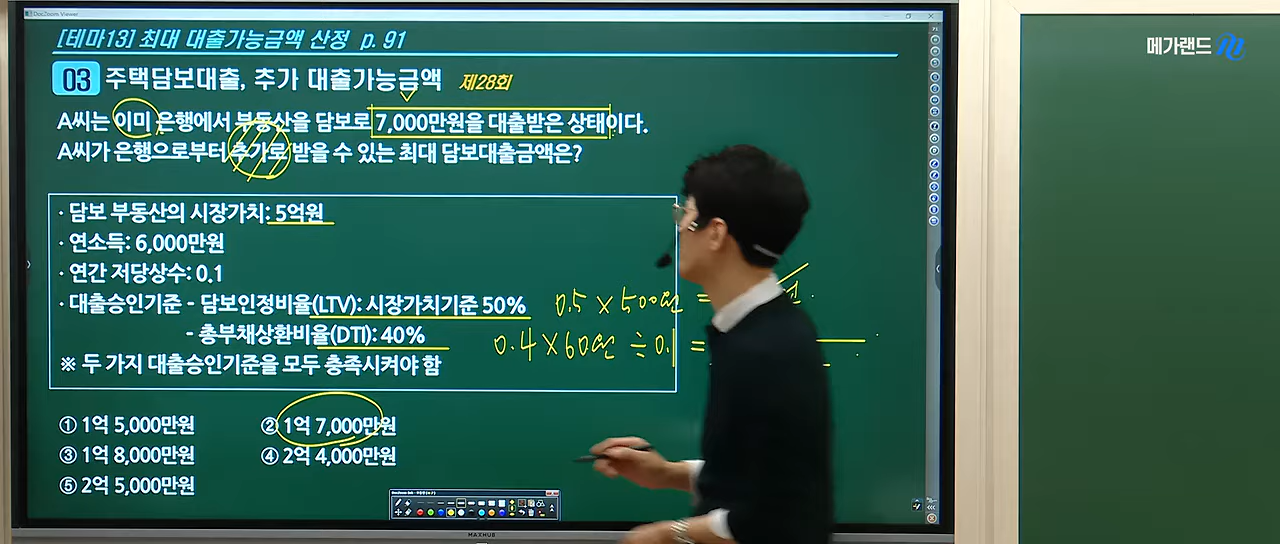 DocZoom Viewer
[테마13] 최대 대출가능금액 산정 p. 91
메가랜드
03 주택담보대출, 추가 대출가능금액 제28회
A씨는 이미 은행에서 부동산을 담보로 7,000만원을 대출받은 상태이다.
A씨가 은행으로부터 추가로 받을 수 있는 최대 담보대출금액은?
· 담보 부동산의 시장가치: 5억원
· 연소득: 6,000만원
· 연간 저당상수: 0.1
· 대출승인기준 - 담보인정비율(LTV): 시장가치기준 50% 0.5 × 500만 =
- 총부채상환비율(DTI): 40% 0.4 × 60만 ÷ 0.1 =
※ 두 가지 대출승인기준을 모두 충족시켜야 함
① 1억 5,000만원 ② 1억 7,000만원
③ 1억 8,000만원 ④ 2억 4,000만원
⑤ 2억 5,000만원
MAXHUB